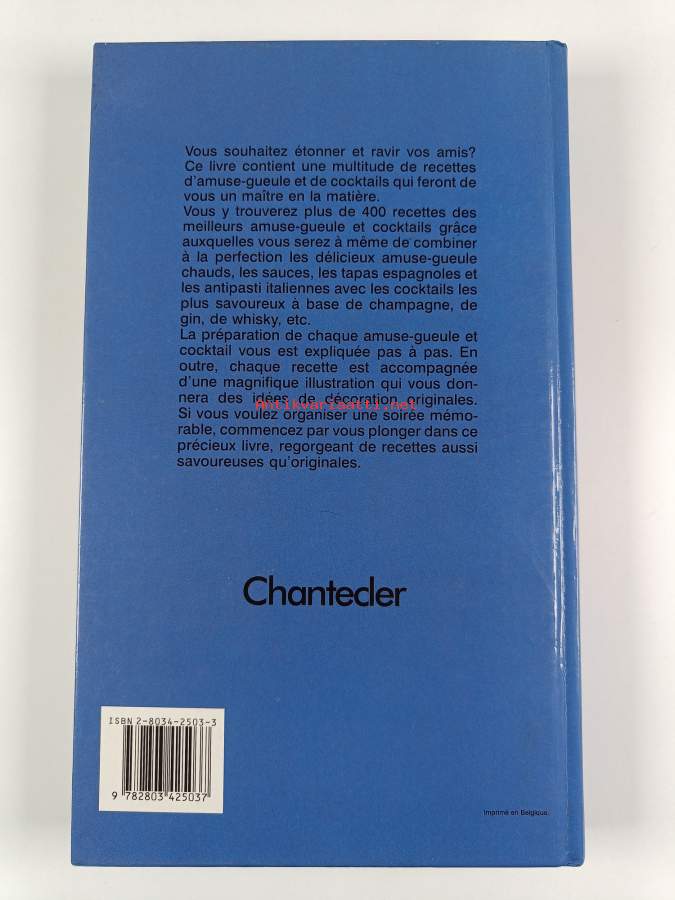 Vous souhaitez étonner et ravir vos amis?
Ce livre contient une multitude de recettes
d'amuse-gueule et de cocktails qui feront de
vous un maître en la matière.
Vous y trouverez plus de 400 recettes des
meilleurs amuse-gueule et cocktails grâce
auxquelles vous serez à même de combiner
à la perfection les délicieux amuse-gueule
chauds, les sauces, les tapas espagnoles et
les antipasti italiennes avec les cocktails les
plus savoureux à base de champagne, de
gin, de whisky, etc.
La préparation de chaque amuse-gueule et
cocktail vous est expliquée pas à pas. En
outre, chaque recette est accompagnée
d'une magnifique illustration qui vous don-
nera des idées de décoration originales.
Antikvarisatti.net
Si vous voulez organiser une soirée mémo-
rable, commencez par vous plonger dans ce
précieux livre, regorgeant de recettes aussi
savoureuses qu'originales.
Chantecler
ISBN 2-8034-2503-3
9 782803 425037
Imprimé en Belgique.